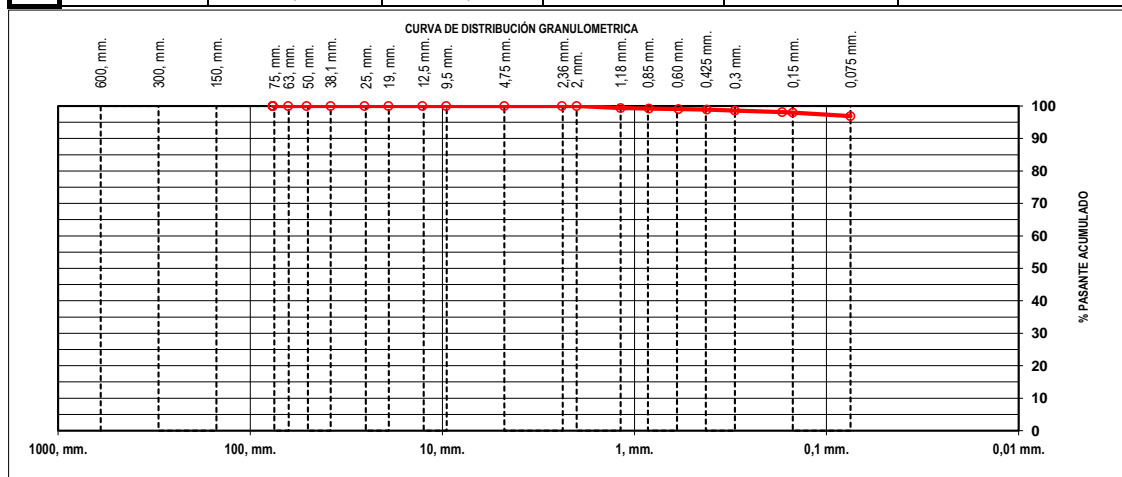 CURVA DE DISTRIBUCIÓN GRANULOMETRICA
600, mm.
300, mm.
150, mm.
75, mm.
63, mm.
50, mm.
38,1 mm.
25, mm.
19, mm.
12,5 mm.
9,5 mm.
4,75 mm.
2,36 mm.
2, mm.
1,18 mm.
0,85 mm.
0,60 mm.
0,425 mm.
0,3 mm.
0,15 mm.
0,075 mm.
100
90
80
70
60
50
40
30
20
10
0
% PASANTE ACUMULADO
1000, mm.
100, mm.
10, mm.
1, mm.
0,1 mm.
0,01 mm.